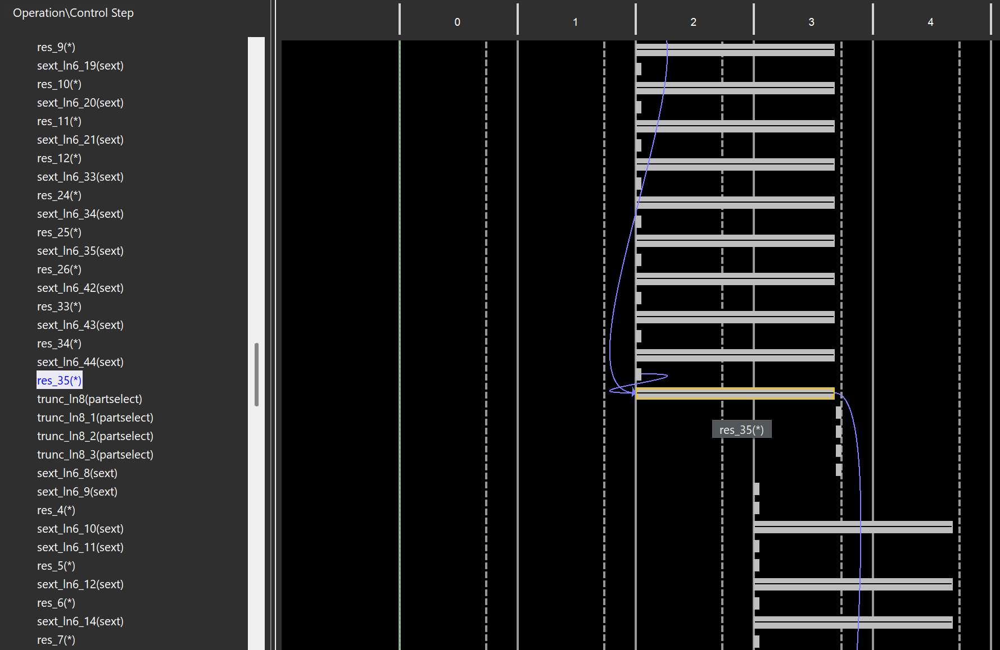 Operation\Control Step
0 1 2 3 4
res_9(*)
sext_ln6_19(sext)
res_10(*)
sext_ln6_20(sext)
res_11(*)
sext_ln6_21(sext)
res_12(*)
sext_ln6_33(sext)
res_24(*)
sext_ln6_34(sext)
res_25(*)
sext_ln6_35(sext)
res_26(*)
sext_ln6_42(sext)
res_33(*)
sext_ln6_43(sext)
res_34(*)
sext_ln6_44(sext)
res_35(*)
trunc_ln8(partselect)
trunc_ln8_1(partselect)
trunc_ln8_2(partselect)
trunc_ln8_3(partselect)
sext_ln6_8(sext)
sext_ln6_9(sext)
res_4(*)
sext_ln6_10(sext)
sext_ln6_11(sext)
res_5(*)
sext_ln6_12(sext)
res_6(*)
sext_ln6_14(sext)
res_7(*)
res_35(*)